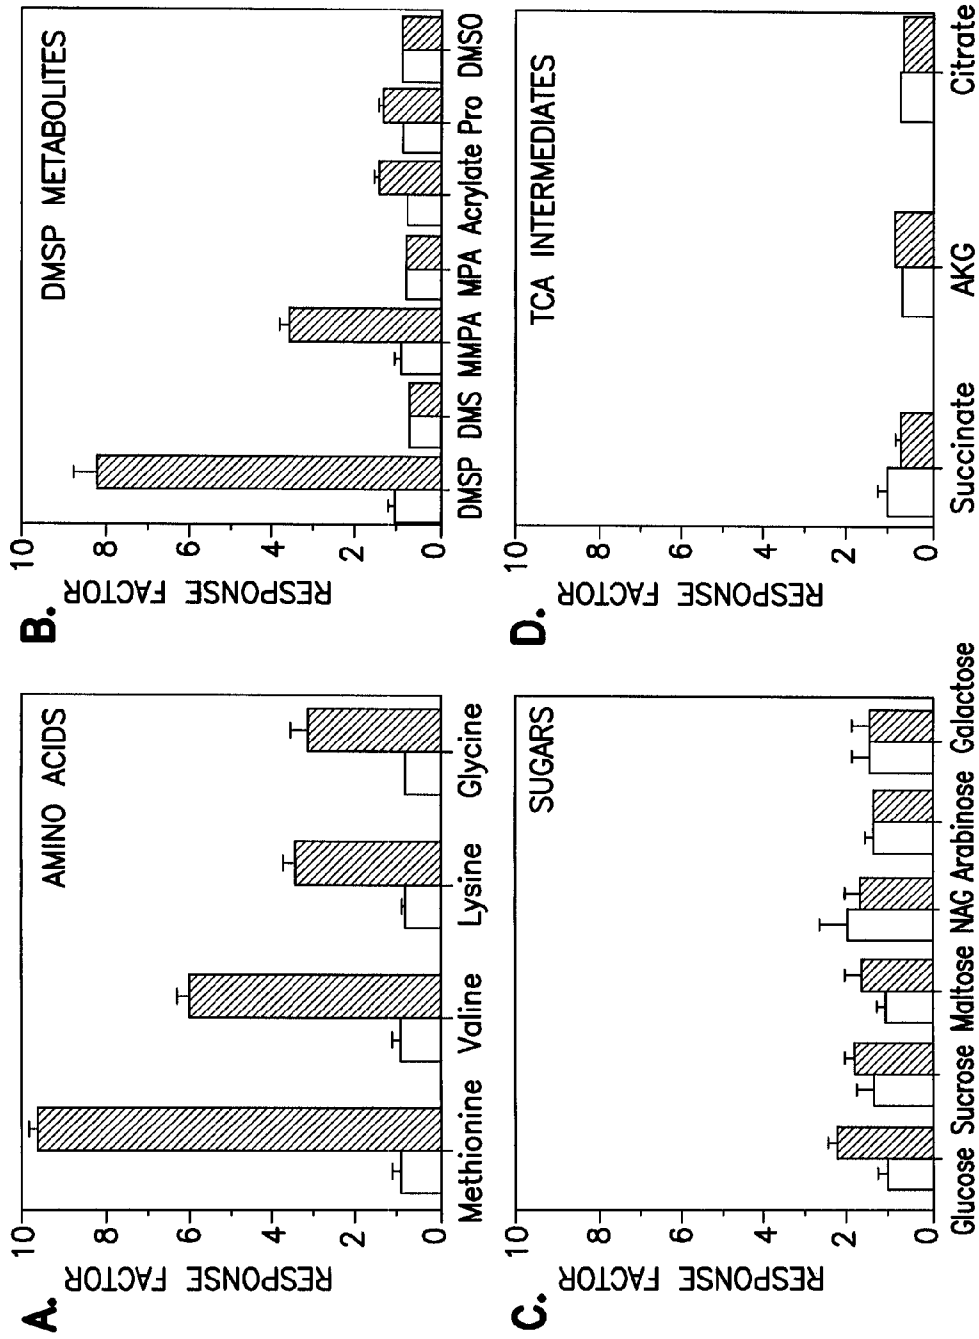 A.
AMINO ACIDS
RESPONSE FACTOR
10
8
6
4
2
0
Methionine Valine Lysine Glycine
B.
DMSP METABOLITES
RESPONSE FACTOR
10
8
6
4
2
0
DMSP DMS MMPA MPA Acrylate Pro DMSO
C.
SUGARS
RESPONSE FACTOR
10
8
6
4
2
0
Glucose Sucrose Maltose NAG Arabinose Galactose
D.
TCA INTERMEDIATES
RESPONSE FACTOR
10
8
6
4
2
0
Succinate AKG Citrate